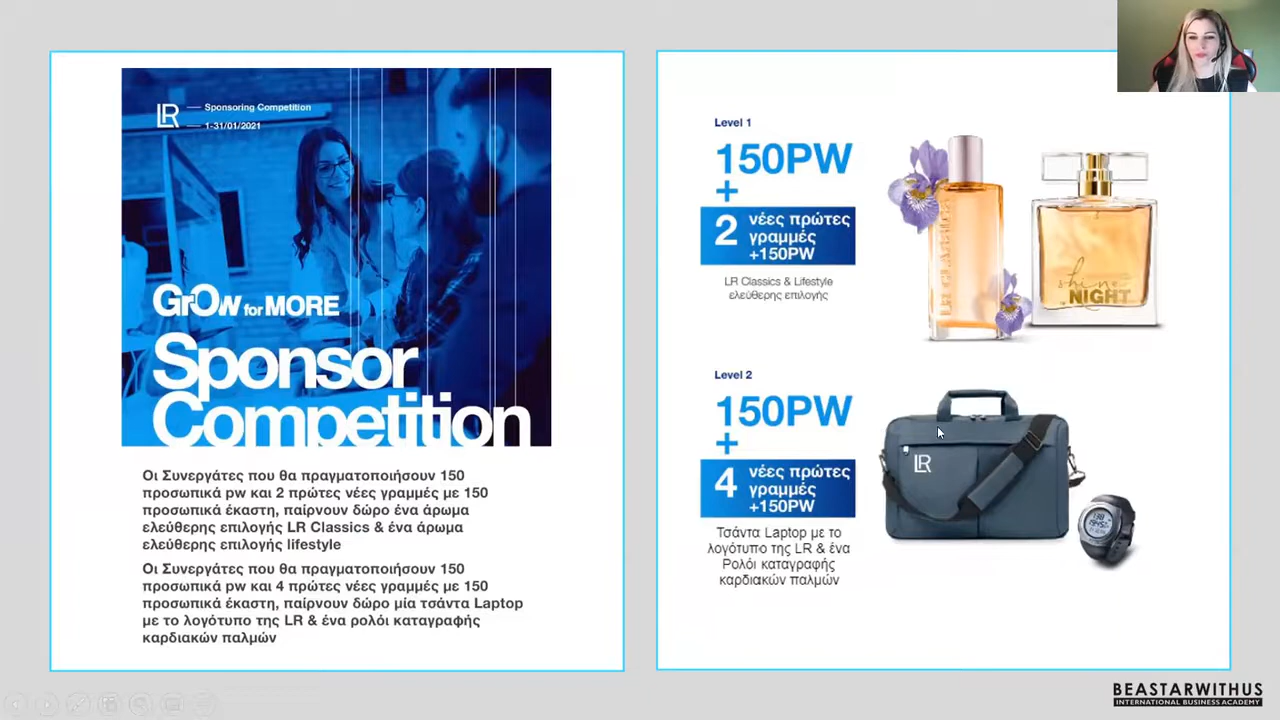 LR
Sponsoring Competition
1-31/01/2021
GrOw for MORE
Sponsor
Competition
Οι Συνεργάτες που θα πραγματοποιήσουν 150
προσωπικά pw και 2 πρώτες νέες γραμμές με 150
προσωπικά έκαστη, παίρνουν δώρο ένα άρωμα
ελεύθερης επιλογής LR Classics & ένα άρωμα
ελεύθερης επιλογής lifestyle
Οι Συνεργάτες που θα πραγματοποιήσουν 150
προσωπικά pw και 4 πρώτες νέες γραμμές με 150
προσωπικά έκαστη, παίρνουν δώρο μία τσάντα Laptop
με το λογότυπο της LR & ένα ρολόι καταγραφής
καρδιακών παλμών
Level 1
150PW
+
2 νέες πρώτες
γραμμές
+150PW
LR Classics & Lifestyle
ελεύθερης επιλογής
LR CLASSICS
shine
by NIGHT
Level 2
150PW
+
4 νέες πρώτες
γραμμές
+150PW
Τσάντα Laptop με το
λογότυπο της LR & ένα
Ρολόι καταγραφής
καρδιακών παλμών
LR
BEASTARWITHUS
INTERNATIONAL BUSINESS ACADEMY